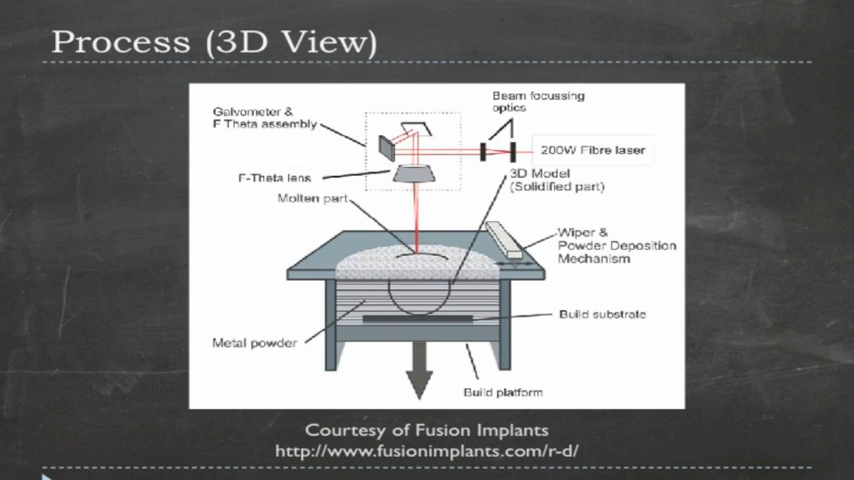 Process (3D View)
Beam focussing
optics
Galvometer &
F Theta assembly
200W Fibre laser
F-Theta lens
3D Model
(Solidified part)
Molten part
Wiper &
Powder Deposition
Mechanism
Build substrate
Metal powder
Build platform
Courtesy of Fusion Implants
http://www.fusionimplants.com/r-d/